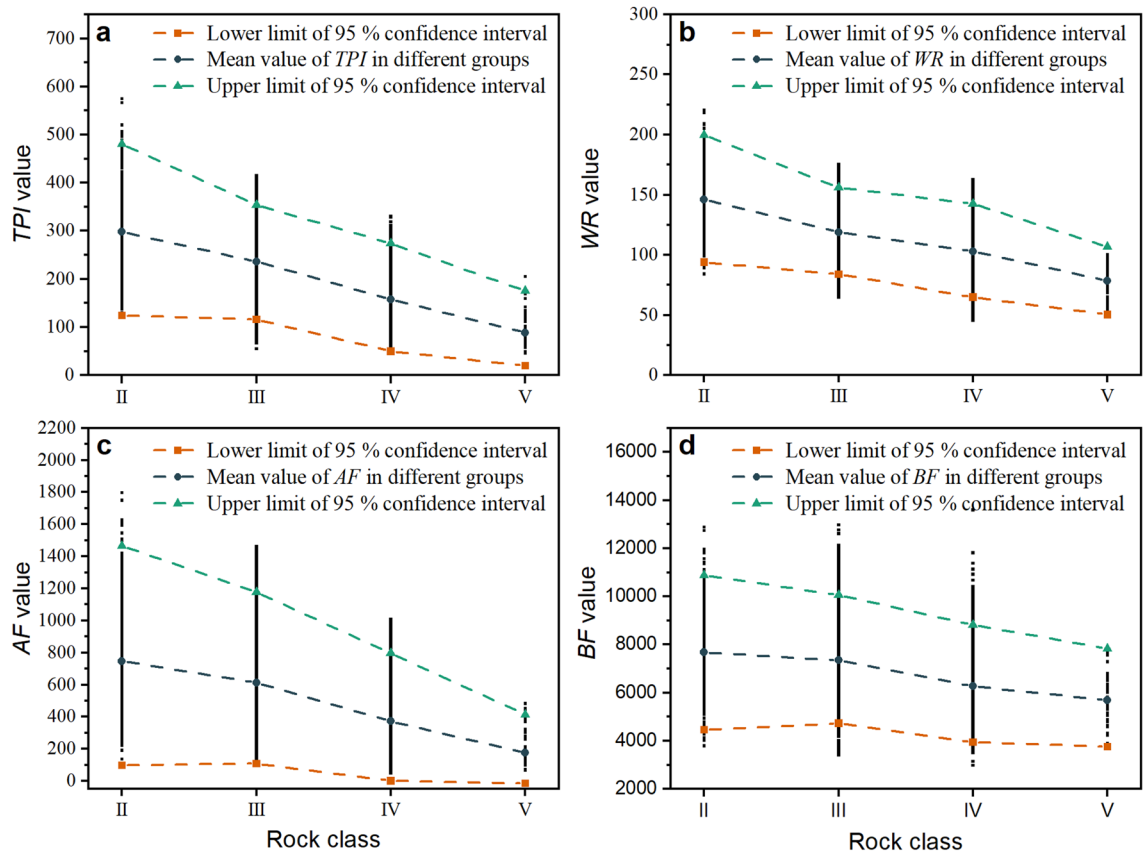 a
Lower limit of 95 % confidence interval
Mean value of TPI in different groups
Upper limit of 95 % confidence interval
700
600
500
400
300
200
100
0
TPI value
II III IV V
b
Lower limit of 95 % confidence interval
Mean value of WR in different groups
Upper limit of 95 % confidence interval
300
250
200
150
100
50
0
WR value
II III IV V
c
Lower limit of 95 % confidence interval
Mean value of AF in different groups
Upper limit of 95 % confidence interval
2200
2000
1800
1600
1400
1200
1000
800
600
400
200
0
AF value
II III IV V
Rock class
d
Lower limit of 95 % confidence interval
Mean value of BF in different groups
Upper limit of 95 % confidence interval
16000
14000
12000
10000
8000
6000
4000
2000
BF value
II III IV V
Rock class